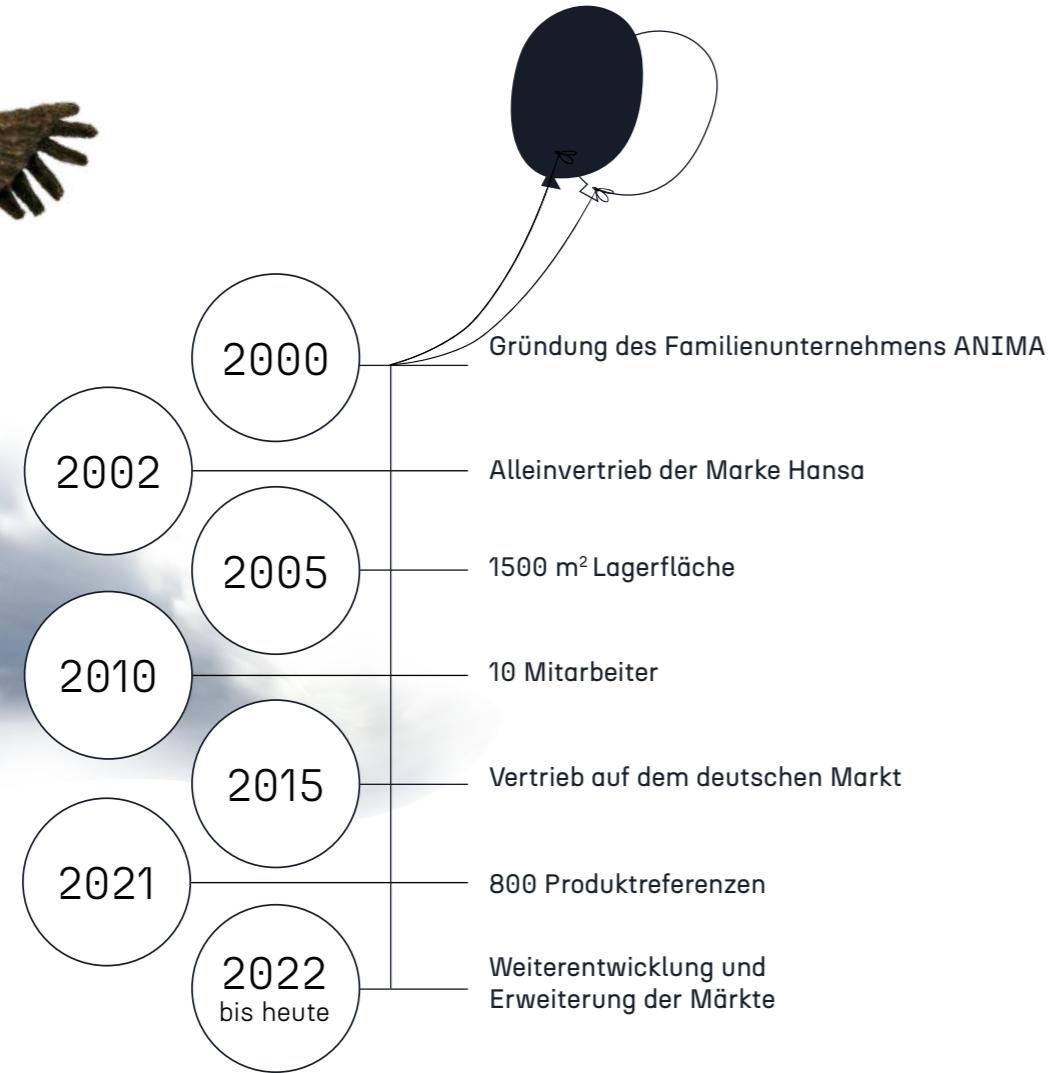 2000
Gründung des Familienunternehmens ANIMA
2002
Alleinvertrieb der Marke Hansa
2005
1500 m² Lagerfläche
2010
10 Mitarbeiter
2015
Vertrieb auf dem deutschen Markt
2021
800 Produktreferenzen
2022
bis heute
Weiterentwicklung und
Erweiterung der Märkte